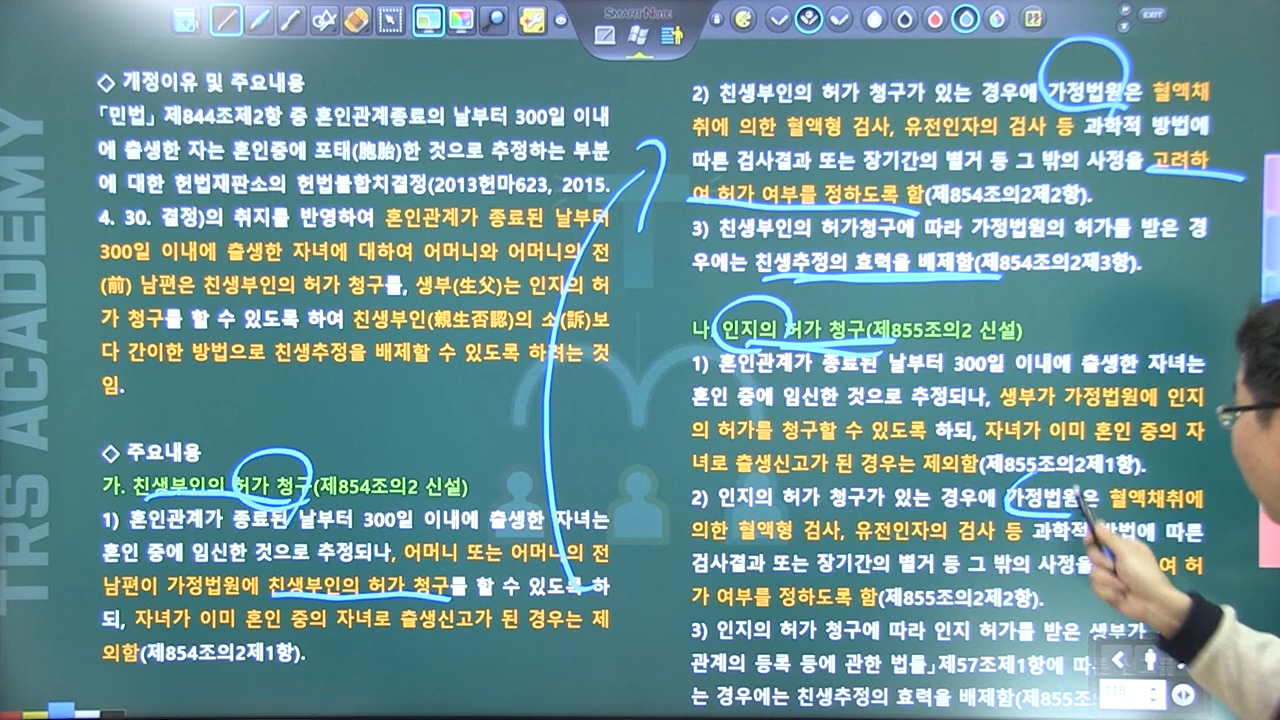 SMARTNOTE
EXIT
TRS ACADEMY
◇ 개정이유 및 주요내용
「민법」 제844조제2항 중 혼인관계종료의 날부터 300일 이내
에 출생한 자는 혼인중에 포태(胞胎)한 것으로 추정하는 부분
에 대한 헌법재판소의 헌법불합치결정(2013헌마623, 2015.
4. 30. 결정)의 취지를 반영하여 혼인관계가 종료된 날부터
300일 이내에 출생한 자녀에 대하여 어머니와 어머니의 전
(前) 남편은 친생부인의 허가 청구를, 생부(生父)는 인지의 허
가 청구를 할 수 있도록 하여 친생부인(親生否認)의 소(訴)보
다 간이한 방법으로 친생추정을 배제할 수 있도록 하려는 것
임.
◇ 주요내용
가. 친생부인의 허가 청구(제854조의2 신설)
1) 혼인관계가 종료된 날부터 300일 이내에 출생한 자녀는
혼인 중에 임신한 것으로 추정되나, 어머니 또는 어머니의 전
남편이 가정법원에 친생부인의 허가 청구를 할 수 있도록 하
되, 자녀가 이미 혼인 중의 자녀로 출생신고가 된 경우는 제
외함(제854조의2제1항).
2) 친생부인의 허가 청구가 있는 경우에 가정법원은 혈액채
취에 의한 혈액형 검사, 유전인자의 검사 등 과학적 방법에
따른 검사결과 또는 장기간의 별거 등 그 밖의 사정을 고려하
여 허가 여부를 정하도록 함(제854조의2제2항).
3) 친생부인의 허가청구에 따라 가정법원의 허가를 받은 경
우에는 친생추정의 효력을 배제함(제854조의2제3항).
나. 인지의 허가 청구(제855조의2 신설)
1) 혼인관계가 종료된 날부터 300일 이내에 출생한 자녀는
혼인 중에 임신한 것으로 추정되나, 생부가 가정법원에 인지
의 허가를 청구할 수 있도록 하되, 자녀가 이미 혼인 중의 자
녀로 출생신고가 된 경우는 제외함(제855조의2제1항).
2) 인지의 허가 청구가 있는 경우에 가정법원은 혈액채취에
의한 혈액형 검사, 유전인자의 검사 등 과학적 방법에 따른
검사결과 또는 장기간의 별거 등 그 밖의 사정을 여 허
가 여부를 정하도록 함(제855조의2제2항).
3) 인지의 허가 청구에 따라 인지 허가를 받은 생부가
관계의 등록 등에 관한 법률」제57조제1항에 따
는 경우에는 친생추정의 효력을 배제함(제855조
118